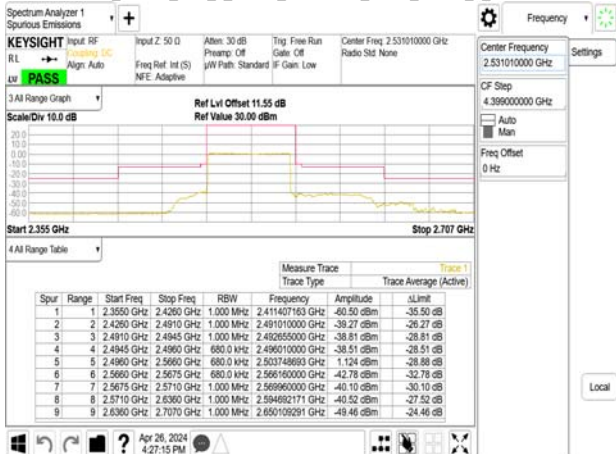 Spectrum Analyzer 1
Spurious Emissions
Frequency
KEYSIGHT Input: RF Input Z: 50 Ω Atten: 30 dB Trig: Free Run Center Freq: 2.531010000 GHz
RL Coupling: DC Preamp: Off Gate: Off Radio Std: None
Align: Auto Freq Ref: Int (S) µW Path: Standard IF Gain: Low
LU PASS NFE: Adaptive
Center Frequency
2.531010000 GHz
Settings
CF Step
4.399000000 GHz
Auto
Man
Freq Offset
0 Hz
3 All Range Graph
Ref Lvl Offset 11.55 dB
Scale/Div 10.0 dB Ref Value 30.00 dBm
20.0
10.0
0.00
-10.0
-20.0
-30.0
-40.0
-50.0
-60.0
Start 2.355 GHz Stop 2.707 GHz
4 All Range Table
Measure Trace Trace 1
Trace Type Trace Average (Active)
Spur Range Start Freq Stop Freq RBW Frequency Amplitude ΔLimit
1 1 2.3550 GHz 2.4260 GHz 1.000 MHz 2.411407163 GHz -60.50 dBm -35.50 dB
2 2 2.4260 GHz 2.4910 GHz 1.000 MHz 2.491010000 GHz -39.27 dBm -26.27 dB
3 3 2.4910 GHz 2.4945 GHz 1.000 MHz 2.492655000 GHz -38.81 dBm -28.81 dB
4 4 2.4945 GHz 2.4960 GHz 680.0 kHz 2.496010000 GHz -38.51 dBm -28.51 dB
5 5 2.4960 GHz 2.5660 GHz 680.0 kHz 2.503748693 GHz 1.124 dBm -28.88 dB
6 6 2.5660 GHz 2.5675 GHz 680.0 kHz 2.566160000 GHz -42.78 dBm -32.78 dB
7 7 2.5675 GHz 2.5710 GHz 1.000 MHz 2.569960000 GHz -40.10 dBm -30.10 dB
8 8 2.5710 GHz 2.6360 GHz 1.000 MHz 2.594692171 GHz -40.52 dBm -27.52 dB
9 9 2.6360 GHz 2.7070 GHz 1.000 MHz 2.650109291 GHz -49.46 dBm -24.46 dB
Local
Apr 26, 2024
4:27:15 PM